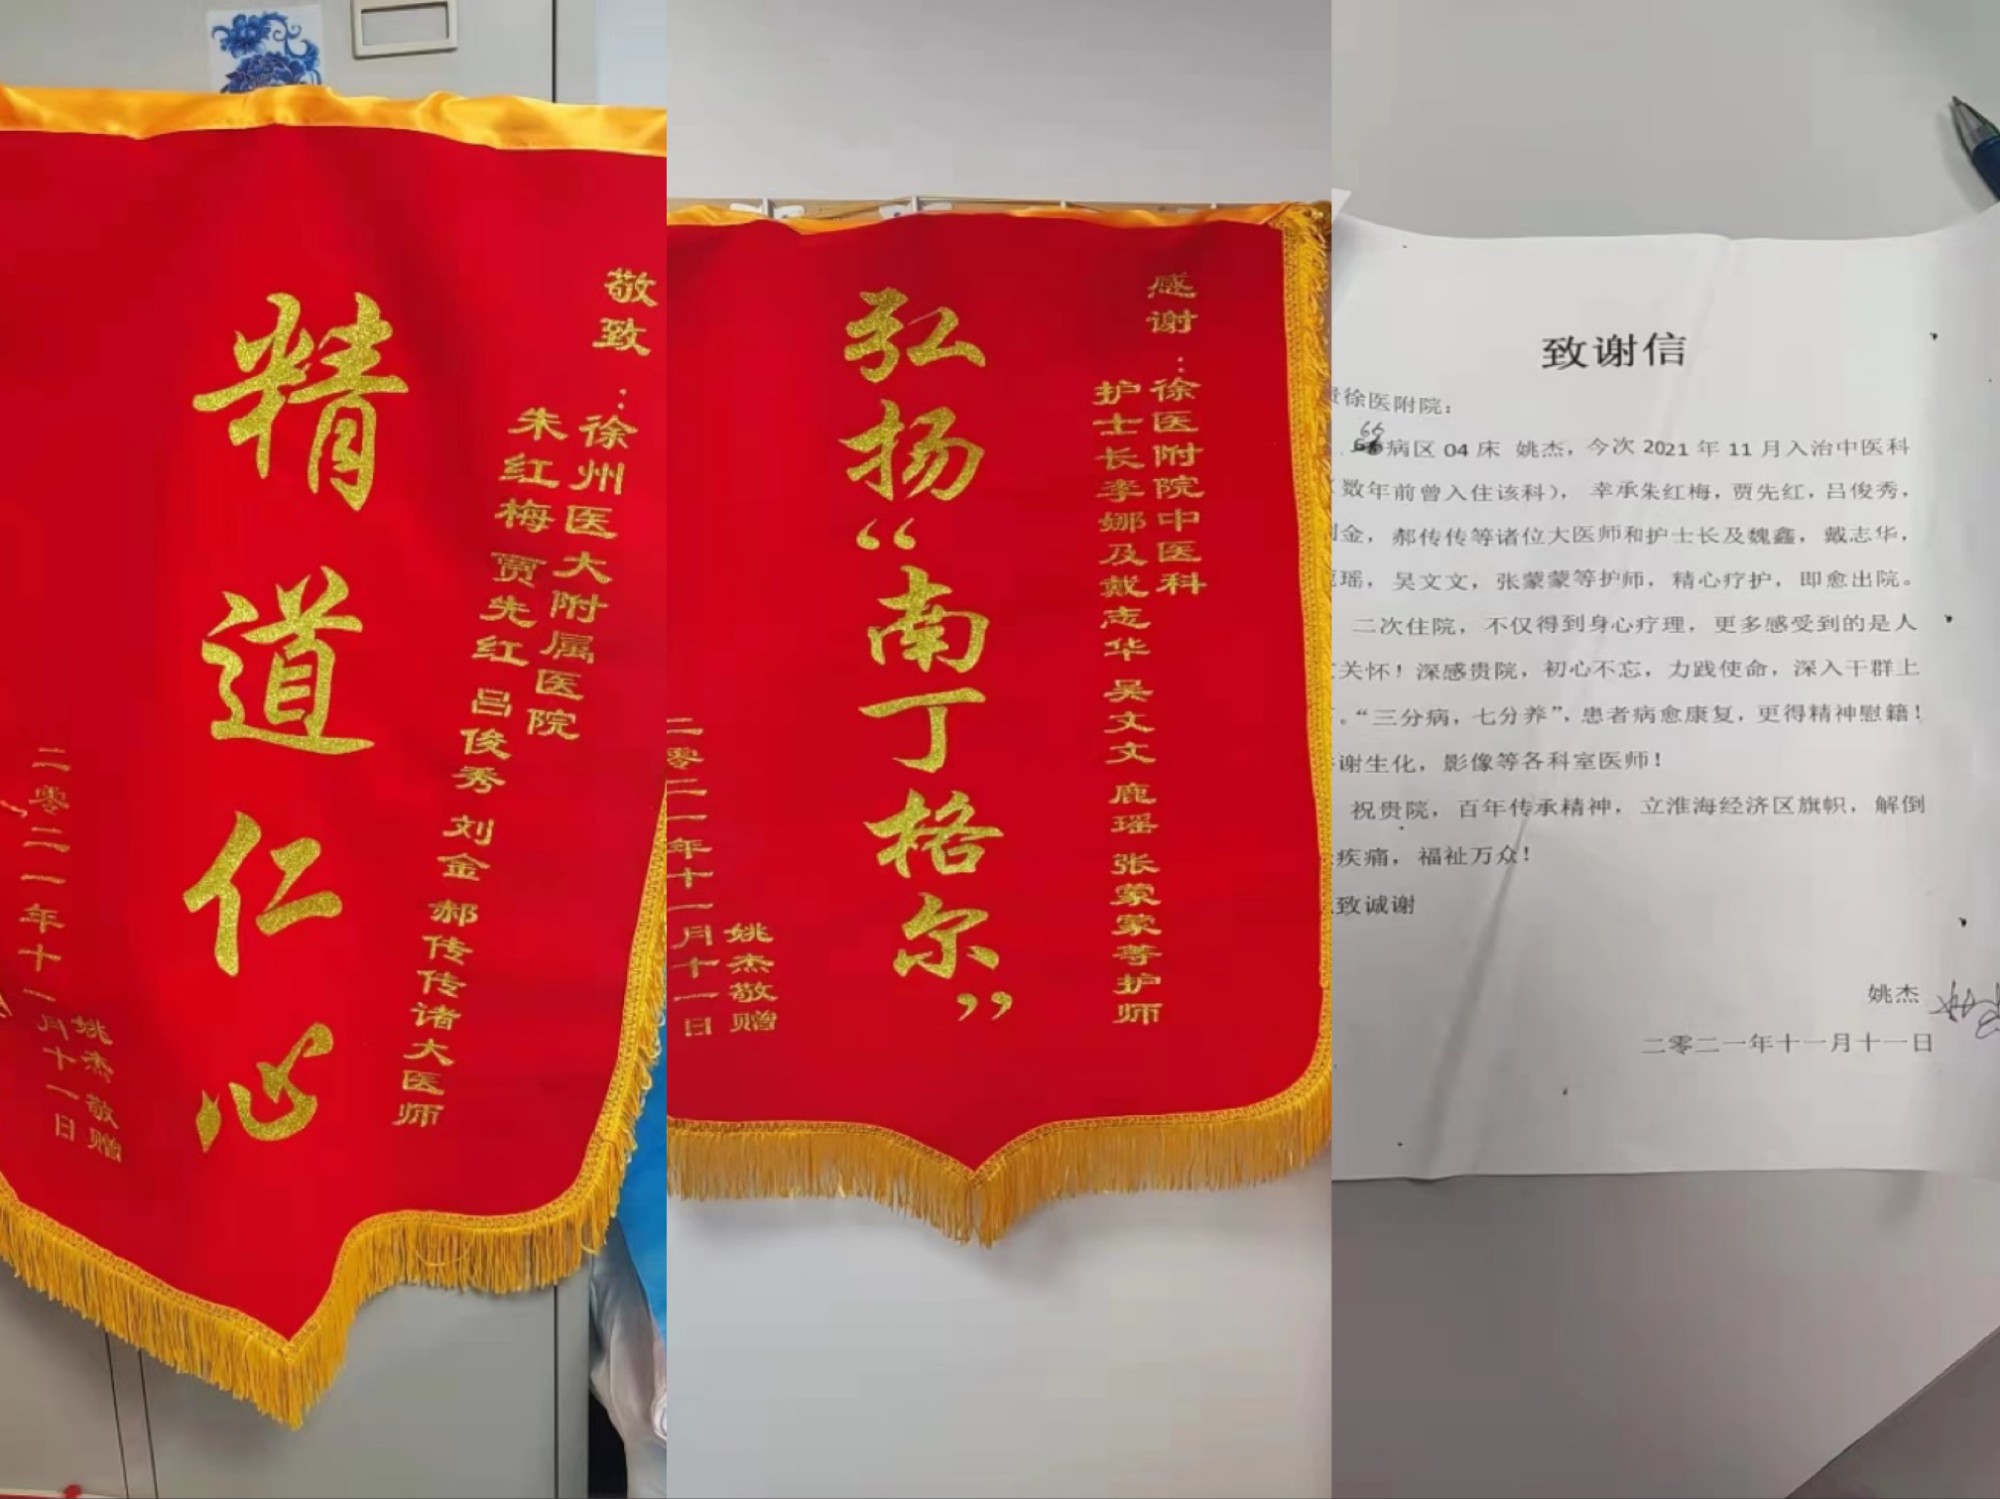 敬致：徐州医大附属医院
朱红梅 贾先红 吕俊秀 刘金 郝传传诸大医师
精道仁心
姚杰敬赠
二零二一年十一月十一日
感谢：徐医附院中医科
护士长李娜及戴志华 吴文文 鹿瑶 张蒙蒙等护师
弘扬“南丁格尔”
姚杰敬赠
二零二一年十一月十一日
致谢信
徐医附院：
66病区04床 姚杰，今次2021年11月入治中医科
（数年前曾入住该科），幸承朱红梅，贾先红，吕俊秀，
金，郝传传等诸位大医师和护士长及魏鑫，戴志华，
瑶，吴文文，张蒙蒙等护师，精心疗护，即愈出院。
二次住院，不仅得到身心疗理，更多感受到的是人
关怀！深感贵院，初心不忘，力践使命，深入干群上
。“三分病，七分养”，患者病愈康复，更得精神慰籍！
谢生化，影像等各科室医师！
祝贵院，百年传承精神，立淮海经济区旗帜，解倒
疾痛，福祉万众！
致诚谢
姚杰
二零二一年十一月十一日